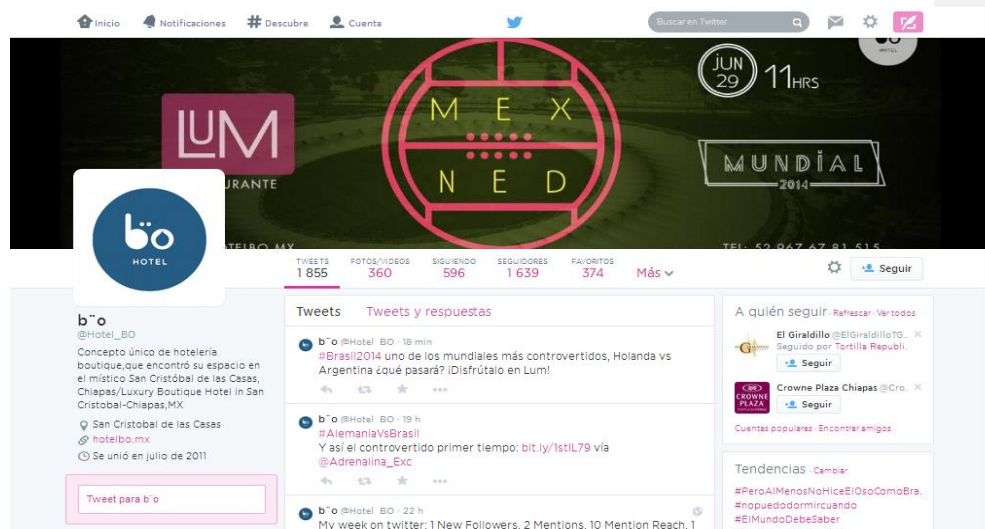 Inicio Notificaciones Descubre Cuenta Buscar en Twitter
JUN
29 11HRS
HOTEL
LUM
MEX
NED
MUNDIAL
2014
TEL: 52 967 67 81 515
bö
HOTEL
TWEETS FOTOS/VIDEOS SIGUIENDO SEGUIDORES FAVORITOS
1 855 360 596 1 639 374 Más
Seguir
b¨o
@Hotel_BO
Concepto único de hotelería
boutique,que encontró su espacio en
el místico San Cristóbal de las Casas,
Chiapas/Luxury Boutique Hotel in San
Cristobal-Chiapas,MX
San Cristobal de las Casas
hotelbo.mx
Se unió en julio de 2011
Tweet para b¨o
Tweets Tweets y respuestas
b¨o @Hotel_BO · 18 min
#Brasil2014 uno de los mundiales más controvertidos, Holanda vs
Argentina ¿qué pasará? ¡Disfrútalo en Lum!
b¨o @Hotel_BO · 19 h
#AlemaniaVsBrasil
Y así el controvertido primer tiempo: bit.ly/1stIL79 vía
@Adrenalina_Exc
b¨o @Hotel_BO · 22 h
My week on twitter: 1 New Followers, 2 Mentions, 10 Mention Reach, 1
A quién seguir · Refrescar · Ver todos
El Giraldillo @ElGiraldilloTG..
Seguido por Tortilla Republi.
Seguir
CROWNE
PLAZA
Crowne Plaza Chiapas @Cro..
Seguir
Cuentas populares · Encontrar amigos
Tendencias · Cambiar
#PeroAlMenosNoHiceElOsoComoBra.
#nopuedodormircuando
#ElMundoDebeSaber